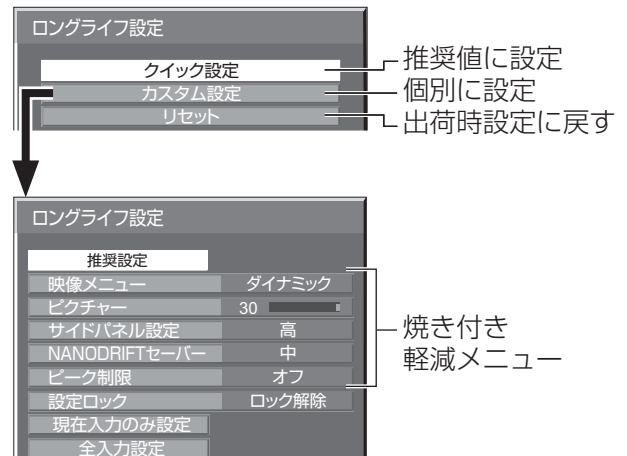 ロングライフ設定
クイック設定
カスタム設定
リセット
推奨値に設定
個別に設定
出荷時設定に戻す
ロングライフ設定
推奨設定
映像メニュー ダイナミック
ピクチャー 30
サイドパネル設定 高
NANODRIFTセーバー 中
ピーク制限 オフ
設定ロック ロック解除
現在入力のみ設定
全入力設定
焼き付き
軽減メニュー